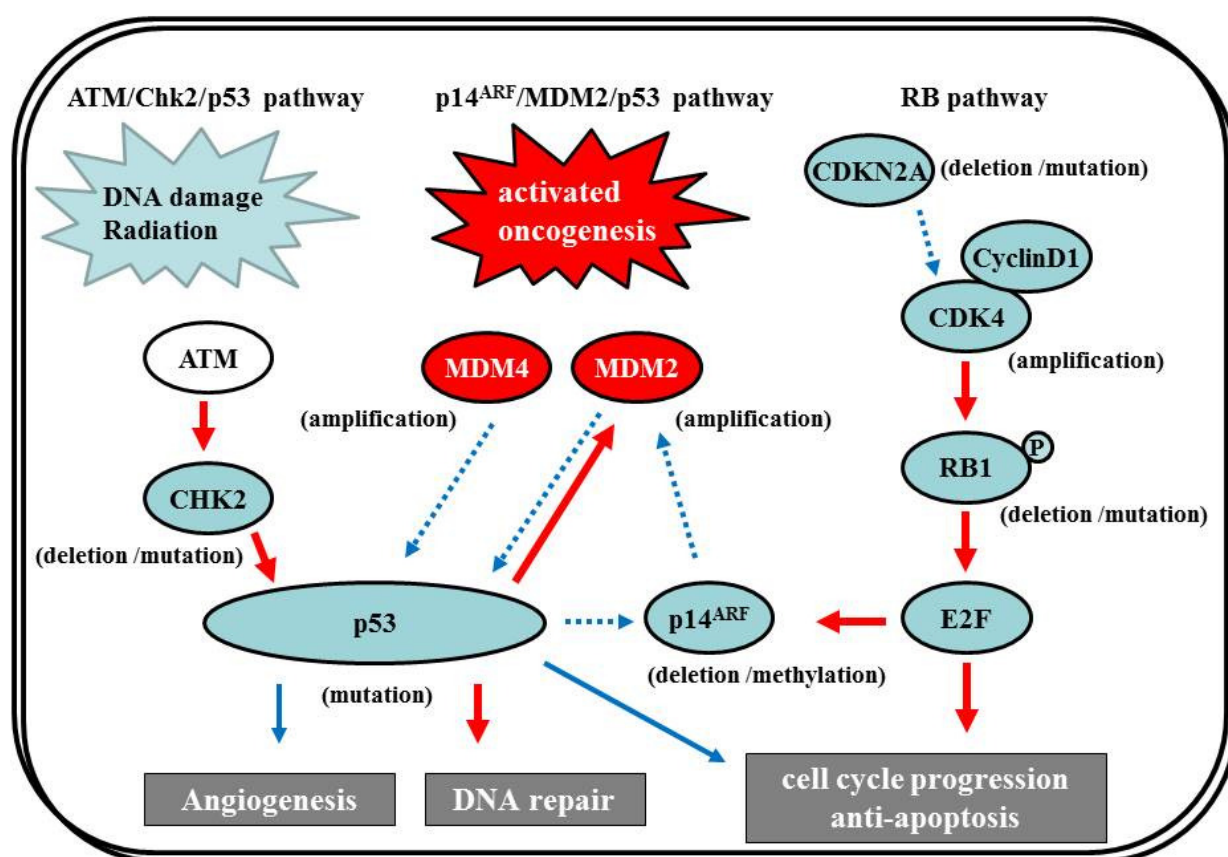 ATM/Chk2/p53 pathway
p14ARF/MDM2/p53 pathway
RB pathway
DNA damage
Radiation
activated
oncogenesis
CDKN2A
(deletion /mutation)
CyclinD1
CDK4
(amplification)
ATM
MDM4
(amplification)
MDM2
(amplification)
RB1
P
(deletion /mutation)
CHK2
(deletion /mutation)
p53
(mutation)
p14ARF
(deletion /methylation)
E2F
Angiogenesis
DNA repair
cell cycle progression
anti-apoptosis